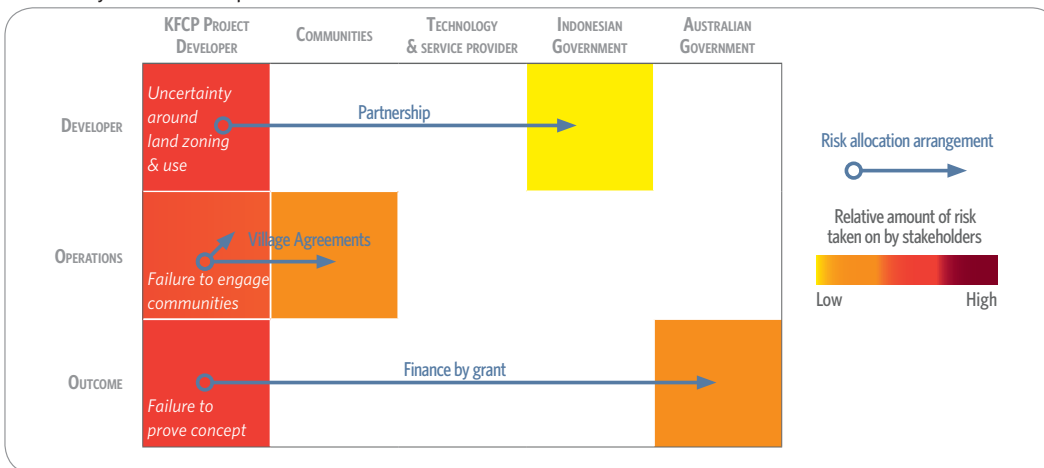 KFCP Project
Developer
Communities
Technology
& service provider
Indonesian
Government
Australian
Government
Developer
Uncertainty
around
land zoning
& use
Partnership
Operations
Village Agreements
Failure to engage
communities
Outcome
Finance by grant
Failure to
prove concept
Risk allocation arrangement
Relative amount of risk
taken on by stakeholders
Low
High